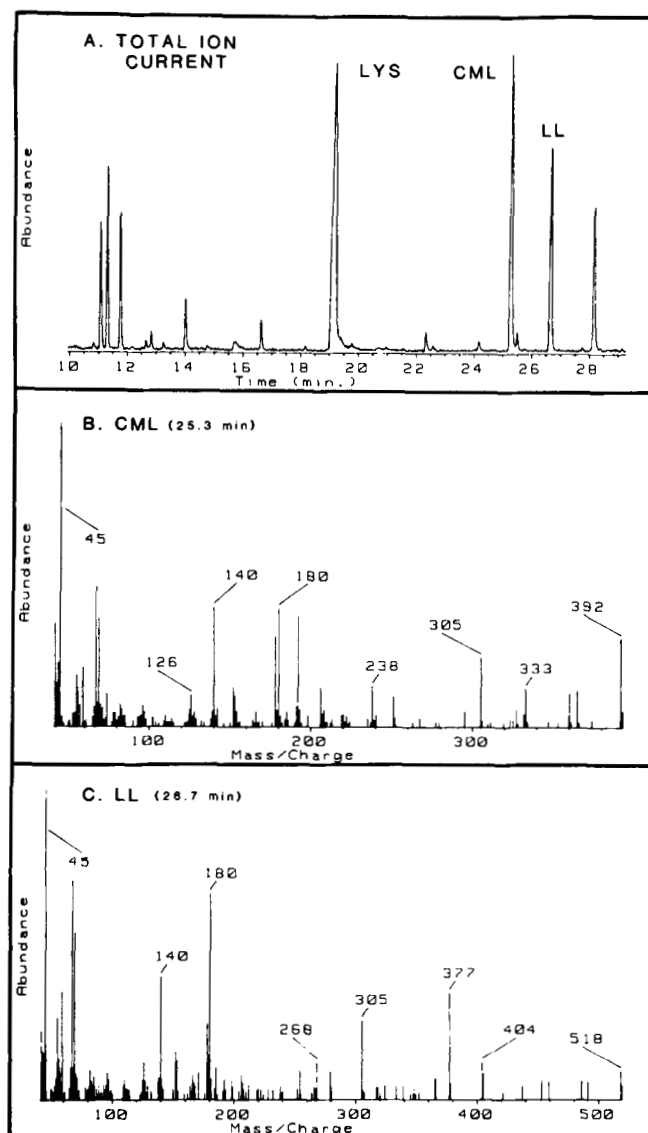 A. TOTAL ION
CURRENT
LYS
CML
LL
Abundance
10 12 14 16 18 20 22 24 26 28
Time (min.)
B. CML (25.3 min)
45
140
180
126
238
305
333
392
Abundance
100 200 300
Mass/Charge
C. LL (26.7 min)
45
180
140
268
305
377
404
518
Abundance
100 200 300 400 500
Mass/Charge